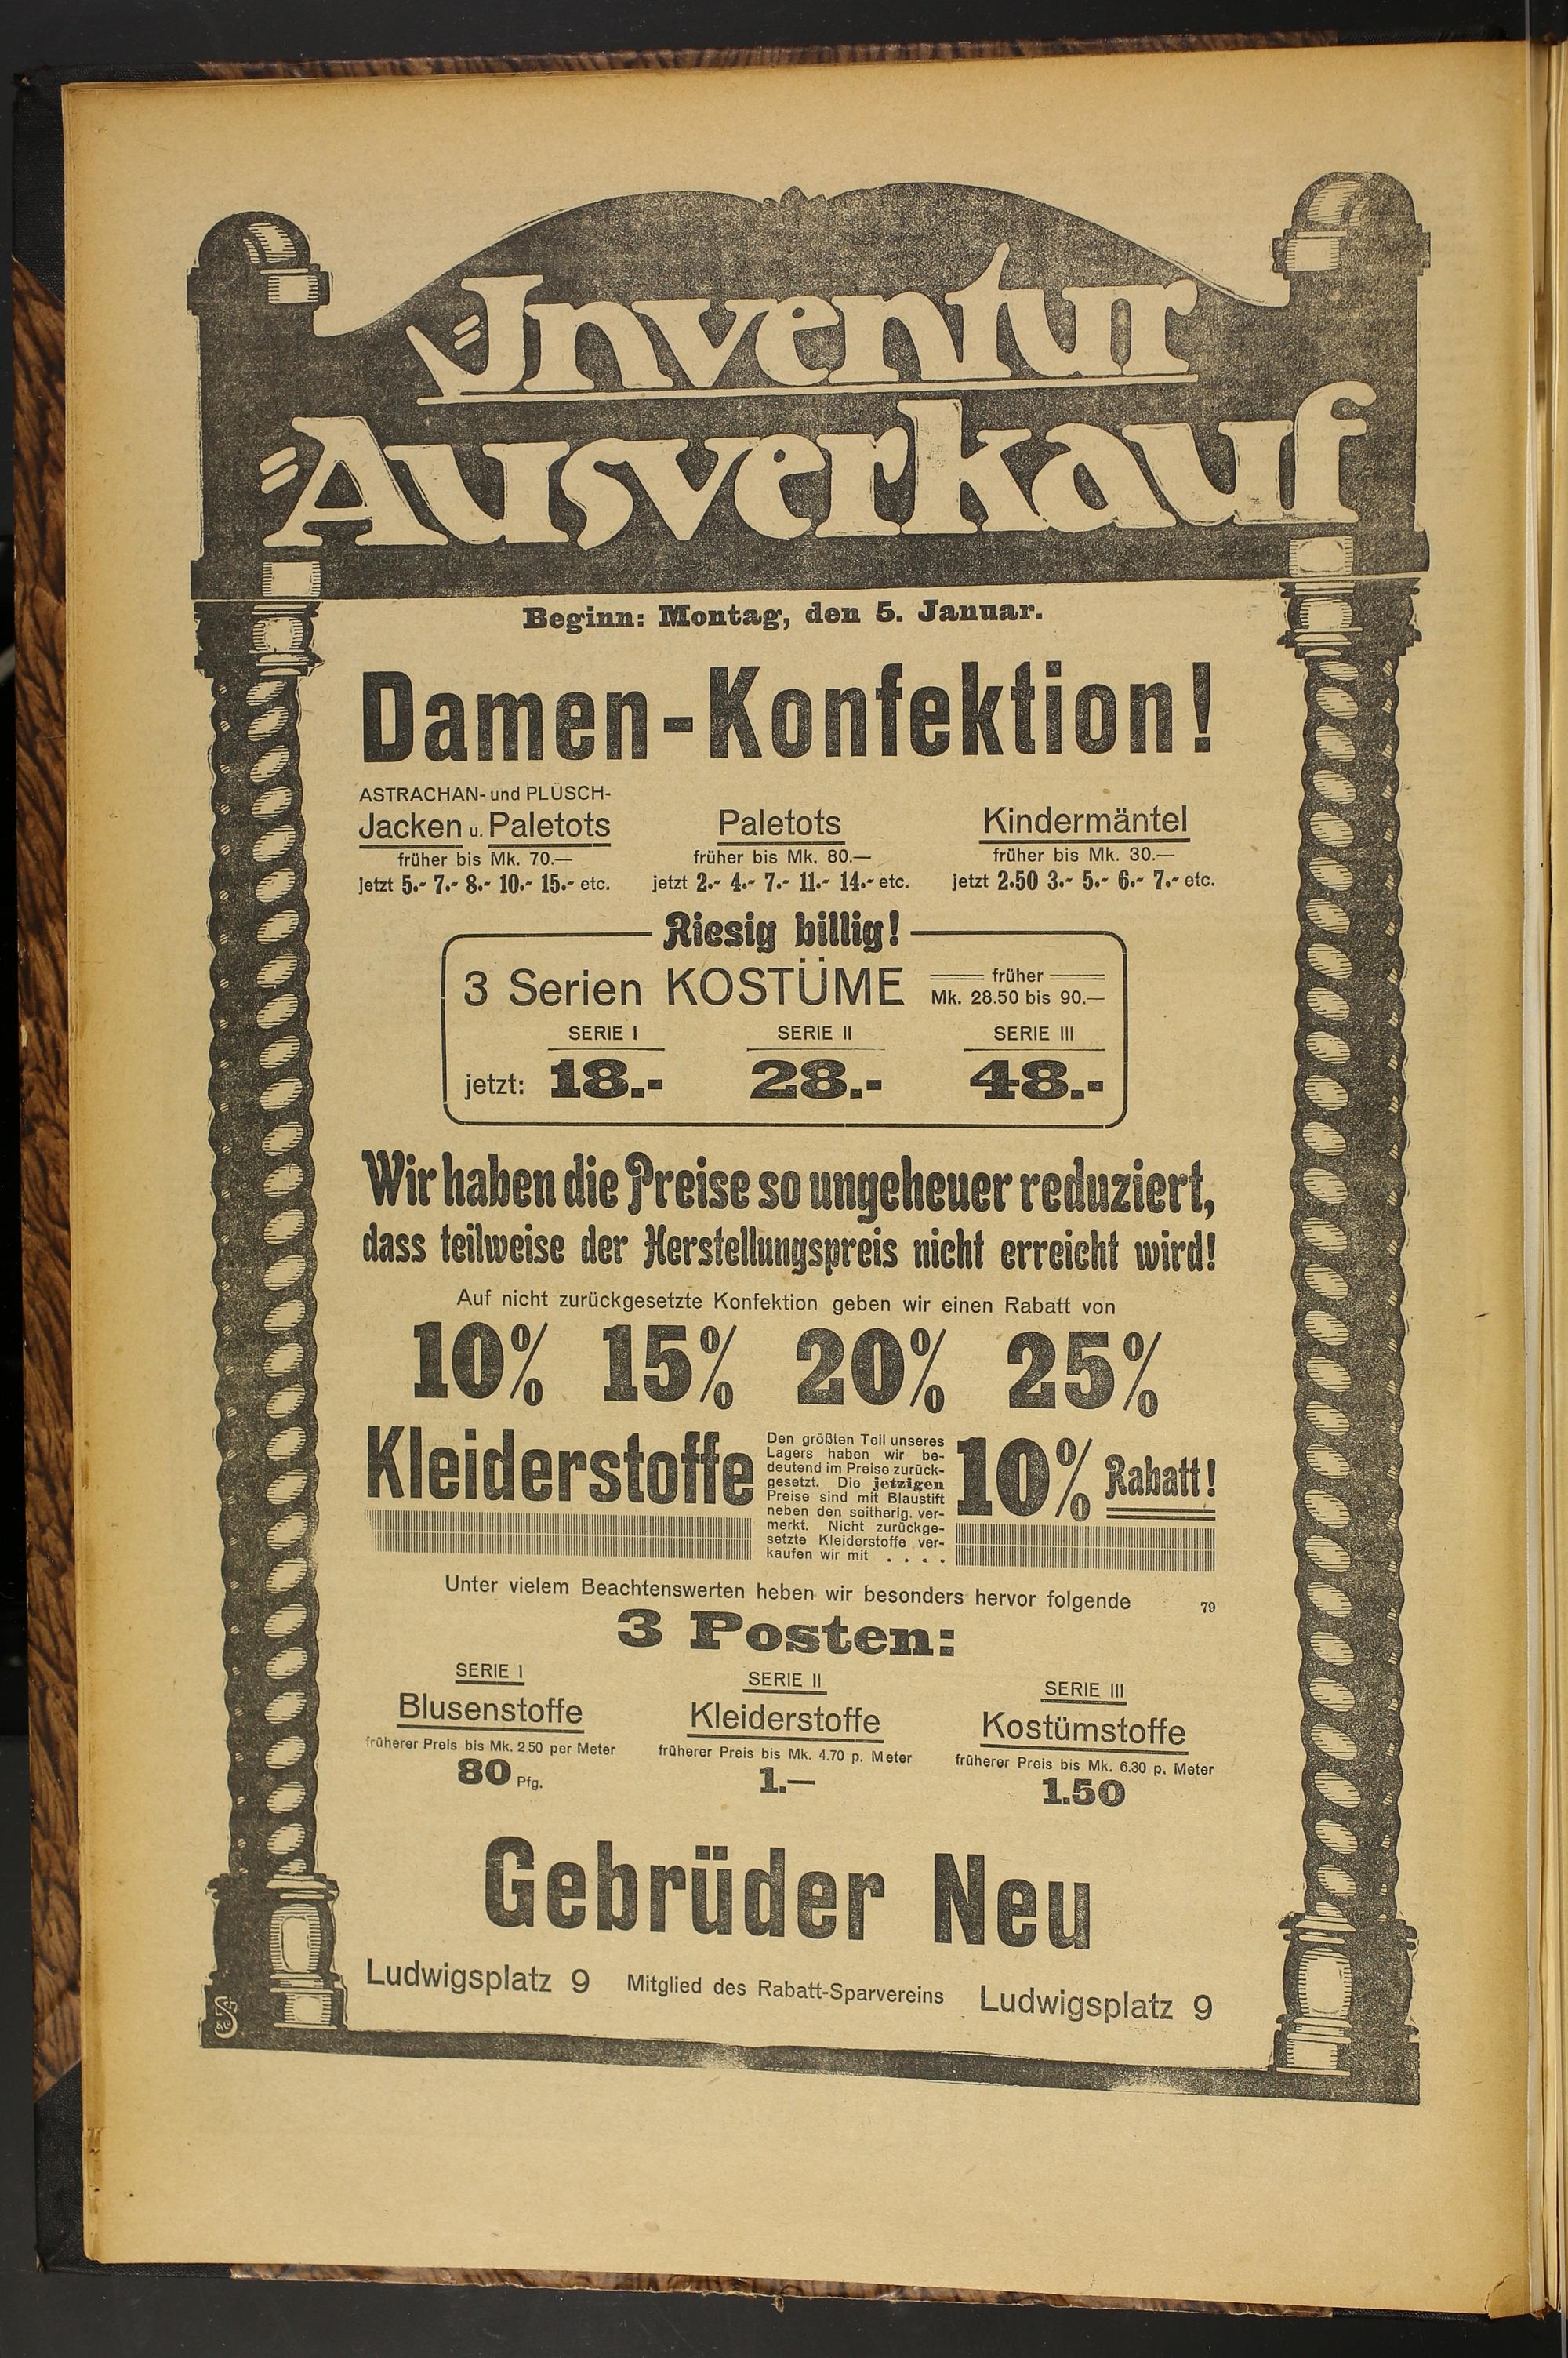 Inventur
Ausverkauf
Beginn: Montag, den 5. Januar.
Damen-Konfektion!
ASTRACHAN- und PLÜSCH-
Jacken u. Paletots
früher bis Mk. 70.—
jetzt 5.- 7.- 8.- 10.- 15.- etc.
Paletots
früher bis Mk. 80.—
jetzt 2.- 4.- 7.- 11.- 14.- etc.
Kindermäntel
früher bis Mk. 30.—
jetzt 2.50 3.- 5.- 6.- 7.- etc.
Riesig billig!
3 Serien KOSTÜME
früher
Mk. 28.50 bis 90.—
SERIE I SERIE II SERIE III
jetzt: 18.- 28.- 48.-
Wir haben die Preise so ungeheuer reduziert,
dass teilweise der Herstellungspreis nicht erreicht wird!
Auf nicht zurückgesetzte Konfektion geben wir einen Rabatt von
10% 15% 20% 25%
Kleiderstoffe
Den größten Teil unseres
Lagers haben wir be-
deutend im Preise zurück-
gesetzt. Die jetzigen
Preise sind mit Blaustift
neben den seitherig. ver-
merkt. Nicht zurückge-
setzte Kleiderstoffe ver-
kaufen wir mit . . . .
10% Rabatt!
Unter vielem Beachtenswerten heben wir besonders hervor folgende
79
3 Posten:
SERIE I
Blusenstoffe
früherer Preis bis Mk. 2.50 per Meter
80 Pfg.
SERIE II
Kleiderstoffe
früherer Preis bis Mk. 4.70 p. Meter
1.—
SERIE III
Kostümstoffe
früherer Preis bis Mk. 6.30 p. Meter
1.50
Gebrüder Neu
Ludwigsplatz 9 Mitglied des Rabatt-Sparvereins Ludwigsplatz 9